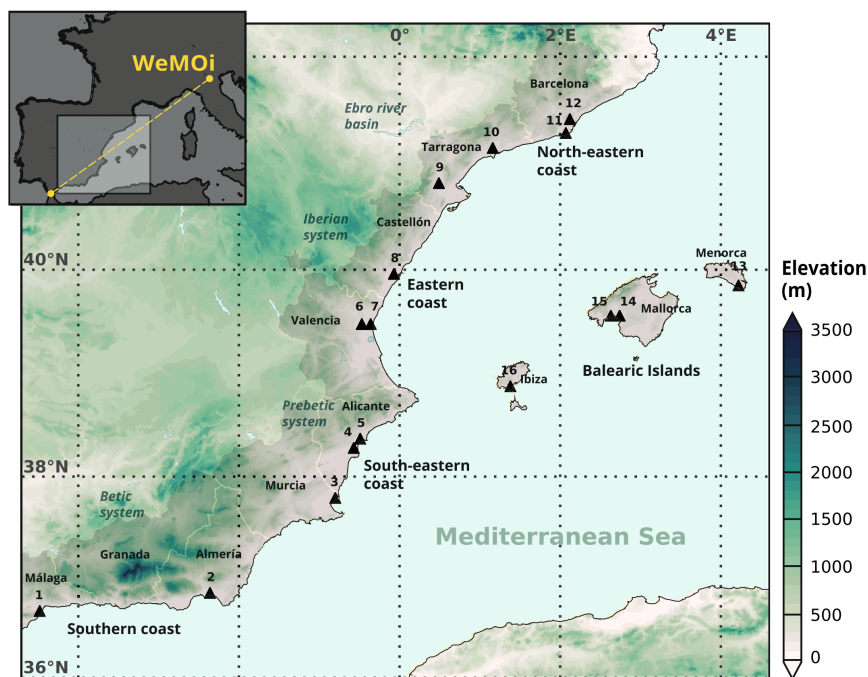 WeMOi
0°
2°E
4°E
Barcelona
12
11
Ebro river
basin
10
Tarragona
North-eastern
coast
9
Iberian
system
Castellón
40°N
8
Menorca
13
Eastern
coast
6 7
15 14
Valencia
Mallorca
Balearic Islands
16
Ibiza
Prebetic
system
Alicante
5
4
38°N
South-eastern
coast
Murcia
3
Betic
system
Mediterranean Sea
Granada
Almería
Málaga
2
1
Southern coast
36°N
Elevation
(m)
3500
3000
2500
2000
1500
1000
500
0